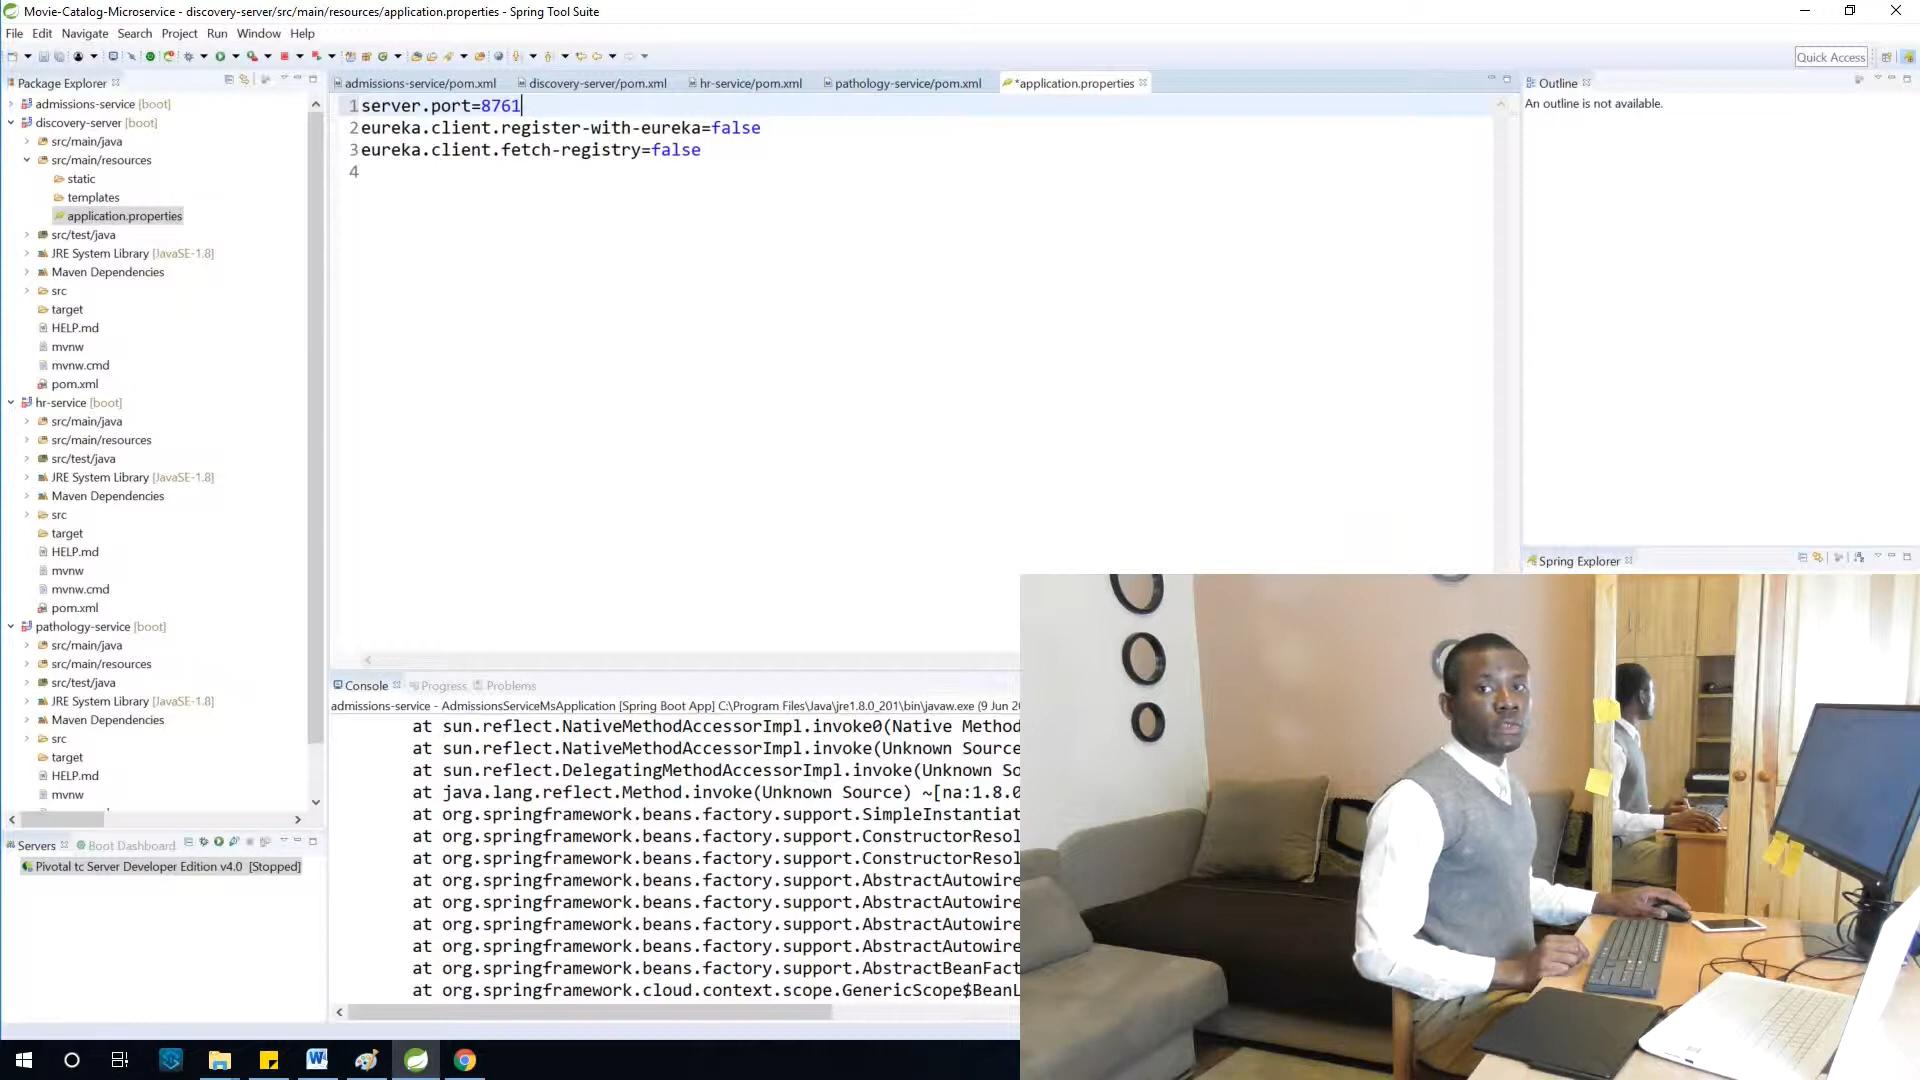 Movie-Catalog-Microservice - discovery-server/src/main/resources/application.properties - Spring Tool Suite
File Edit Navigate Search Project Run Window Help
Quick Access
Package Explorer
admissions-service/pom.xml discovery-server/pom.xml hr-service/pom.xml pathology-service/pom.xml *application.properties
Outline
An outline is not available.
admissions-service [boot]
discovery-server [boot]
src/main/java
src/main/resources
static
templates
application.properties
src/test/java
JRE System Library [JavaSE-1.8]
Maven Dependencies
src
target
HELP.md
mvnw
mvnw.cmd
pom.xml
hr-service [boot]
src/main/java
src/main/resources
src/test/java
JRE System Library [JavaSE-1.8]
Maven Dependencies
src
target
HELP.md
mvnw
mvnw.cmd
pom.xml
pathology-service [boot]
src/main/java
src/main/resources
src/test/java
JRE System Library [JavaSE-1.8]
Maven Dependencies
src
target
HELP.md
mvnw
1 server.port=8761
2 eureka.client.register-with-eureka=false
3 eureka.client.fetch-registry=false
4
Spring Explorer
Servers Boot Dashboard
Pivotal tc Server Developer Edition v4.0 [Stopped]
Console Progress Problems
admissions-service - AdmissionsServiceMsApplication [Spring Boot App] C:\Program Files\Java\jre1.8.0_201\bin\javaw.exe (9 Jun 20
at sun.reflect.NativeMethodAccessorImpl.invoke0(Native Method
at sun.reflect.NativeMethodAccessorImpl.invoke(Unknown Source
at sun.reflect.DelegatingMethodAccessorImpl.invoke(Unknown So
at java.lang.reflect.Method.invoke(Unknown Source) ~[na:1.8.0
at org.springframework.beans.factory.support.SimpleInstantiat
at org.springframework.beans.factory.support.ConstructorResol
at org.springframework.beans.factory.support.ConstructorResol
at org.springframework.beans.factory.support.AbstractAutowire
at org.springframework.beans.factory.support.AbstractAutowire
at org.springframework.beans.factory.support.AbstractAutowire
at org.springframework.beans.factory.support.AbstractAutowire
at org.springframework.beans.factory.support.AbstractBeanFact
at org.springframework.cloud.context.scope.GenericScope$BeanL